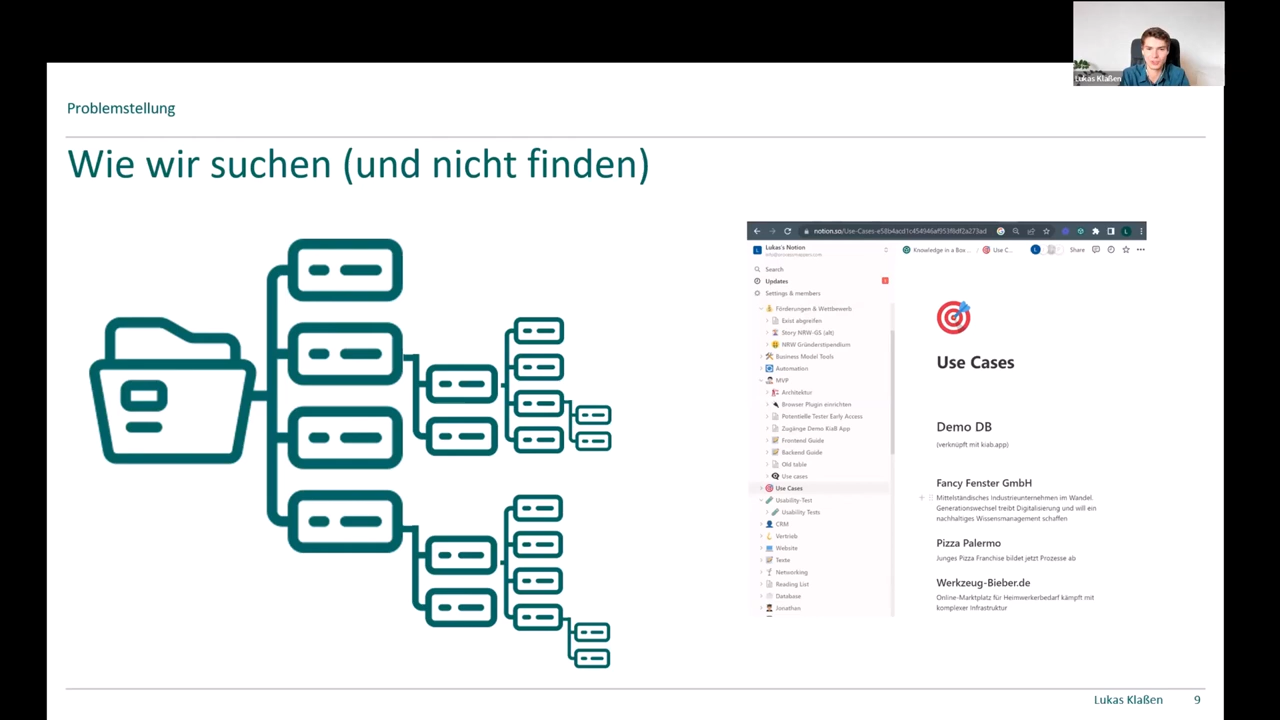 Lukas Klaßen
Problemstellung
Wie wir suchen (und nicht finden)
notion.so/Use-Cases-e58b4acd1c454946af953f8df2a273ad
Lukas's Notion
Knowledge in a Box ... / Use C...
Share
Search
Updates
Settings & members
Förderungen & Wettbewerb
Exist abgreifen
Story NRW-GS (alt)
NRW Gründerstipendium
Business Model Tools
Automation
MVP
Architektur
Browser Plugin einrichten
Potentielle Tester Early Access
Zugänge Demo KiaB App
Frontend Guide
Backend Guide
Old table
Use cases
Use Cases
Usability-Test
Usability Tests
CRM
Vertrieb
Website
Texte
Networking
Reading List
Database
Jonathan
Use Cases
Demo DB
(verknüpft mit kiab.app)
Fancy Fenster GmbH
Mittelständisches Industrieunternehmen im Wandel.
Generationswechsel treibt Digitalisierung und will ein
nachhaltiges Wissensmanagement schaffen
Pizza Palermo
Junges Pizza Franchise bildet jetzt Prozesse ab
Werkzeug-Bieber.de
Online-Marktplatz für Heimwerkerbedarf kämpft mit
komplexer Infrastruktur
Lukas Klaßen 9